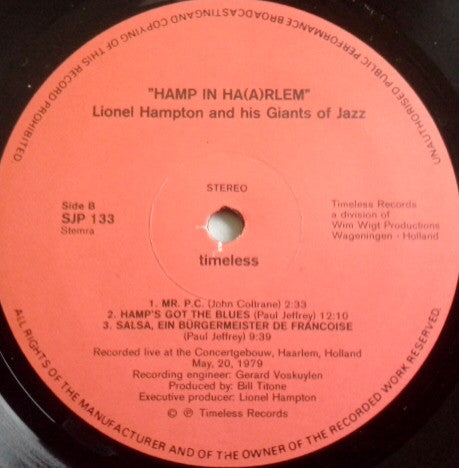 UNAUTHORISED PUBLIC PERFORMANCE BROADCASTING AND COPYING OF THIS RECORD PROHIBITED
"HAMP IN HA(A)RLEM"
Lionel Hampton and his Giants of Jazz
STEREO
Side B
SJP 133
Stemra
Timeless Records
a division of
Wim Wigt Productions
Wageningen - Holland
timeless
1. MR. P.C. (John Coltrane) 2:33
2. HAMP'S GOT THE BLUES (Paul Jeffrey) 12:10
3. SALSA, EIN BÜRGERMEISTER DE FRANCOISE
(Paul Jeffrey) 9:39
Recorded live at the Concertgebouw, Haarlem, Holland
May, 20, 1979
Recording engineer: Gerard Voskuylen
Produced by: Bill Titone
Executive producer: Lionel Hampton
© ℗ Timeless Records
ALL RIGHTS OF THE MANUFACTURER AND OF THE OWNER OF THE RECORDED WORK RESERVED.